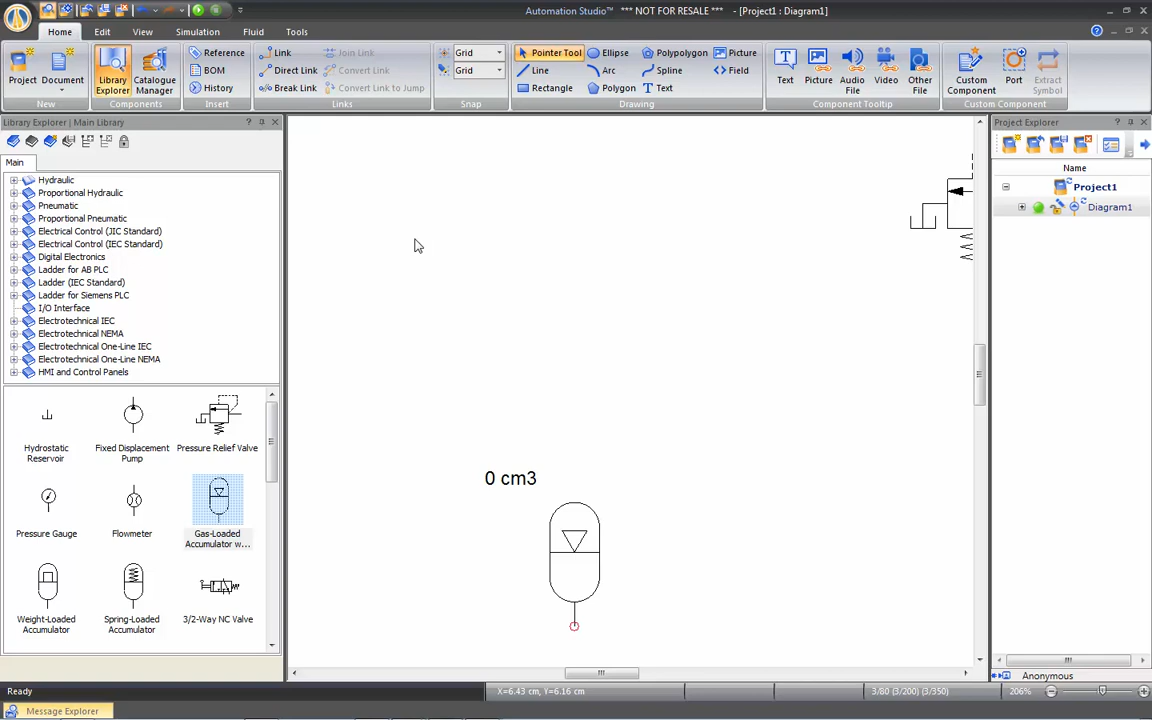 Automation Studio™ *** NOT FOR RESALE *** - [Project1 : Diagram1]
Home Edit View Simulation Fluid Tools
Project Document
New
Library Explorer Catalogue Manager
Components
Reference
BOM
History
Insert
Link Join Link
Direct Link Convert Link
Break Link Convert Link to Jump
Links
Grid
Grid
Snap
Pointer Tool Ellipse Polypolygon Picture
Line Arc Spline Field
Rectangle Polygon Text
Drawing
Text Picture Audio File Video Other File
Component Tooltip
Custom Component Port Extract Symbol
Custom Component
Library Explorer | Main Library
Main
Hydraulic
Proportional Hydraulic
Pneumatic
Proportional Pneumatic
Electrical Control (JIC Standard)
Electrical Control (IEC Standard)
Digital Electronics
Ladder for AB PLC
Ladder (IEC Standard)
Ladder for Siemens PLC
I/O Interface
Electrotechnical IEC
Electrotechnical NEMA
Electrotechnical One-Line IEC
Electrotechnical One-Line NEMA
HMI and Control Panels
Hydrostatic Reservoir
Fixed Displacement Pump
Pressure Relief Valve
Pressure Gauge
Flowmeter
Gas-Loaded Accumulator w...
Weight-Loaded Accumulator
Spring-Loaded Accumulator
3/2-Way NC Valve
0 cm3
Project Explorer
Name
Project1
Diagram1
Anonymous
Ready
X=6.43 cm, Y=6.16 cm
3/80 (3/200) (3/350)
206%
Message Explorer